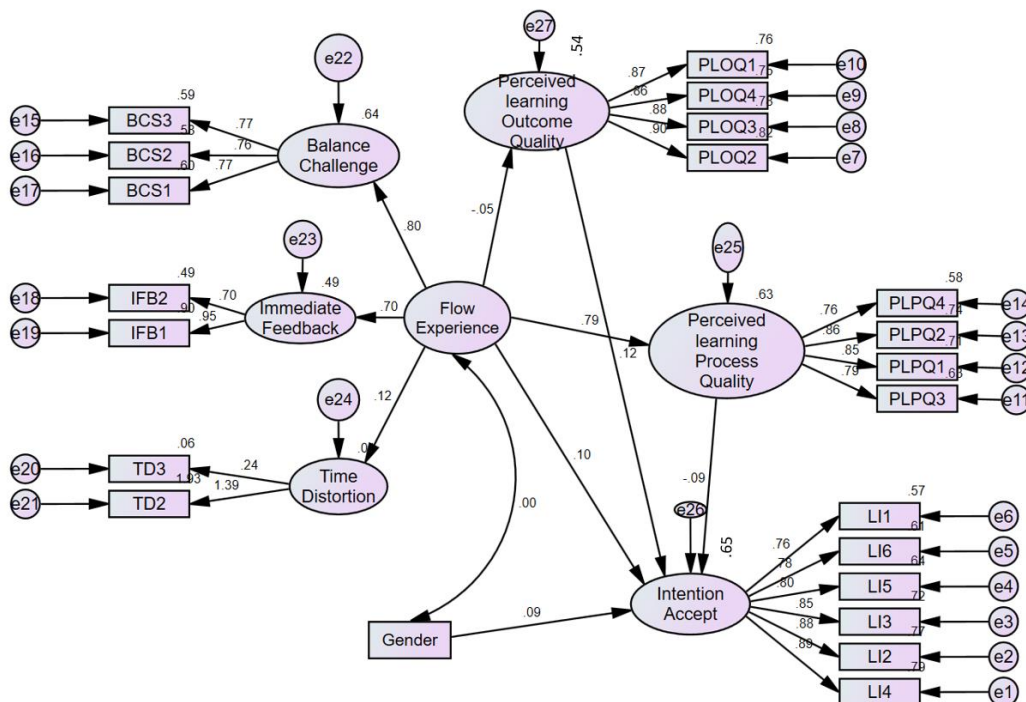 e27
.54
.76
e22
PLOQ1
e10
.87
Perceived
learning
Outcome
Quality
.86
PLOQ4
e9
.59
.88
PLOQ3
e8
e15
BCS3
.64
.90
.82
PLOQ2
e7
.77
e16
BCS2
.76
Balance
Challenge
.60
.77
e17
BCS1
-.05
.80
e23
e25
.49
.49
.58
e18
IFB2
.70
.63
PLPQ4
e14
.76
.90
.95
Immediate
Feedback
.70
Flow
Experience
.79
.12
Perceived
learning
Process
Quality
.86
PLPQ2
e13
e19
IFB1
.85
.71
PLPQ1
e12
.79
PLPQ3
e11
e24
.12
.06
e20
TD3
.24
.10
-.09
1.93
1.39
Time
Distortion
e21
TD2
.00
.57
e26
.65
LI1
e6
.76
LI6
e5
.78
.64
.80
LI5
e4
Intention
Accept
.72
.85
LI3
e3
.09
Gender
.88
.77
LI2
e2
.89
.79
LI4
e1